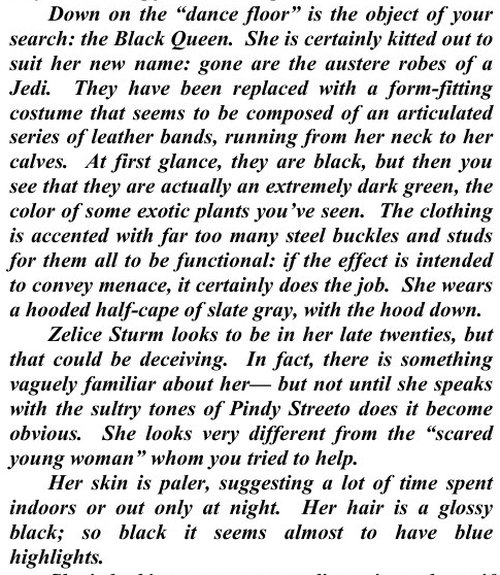 Down on the “dance floor” is the object of your
search: the Black Queen. She is certainly kitted out to
suit her new name: gone are the austere robes of a
Jedi. They have been replaced with a form-fitting
costume that seems to be composed of an articulated
series of leather bands, running from her neck to her
calves. At first glance, they are black, but then you
see that they are actually an extremely dark green, the
color of some exotic plants you’ve seen. The clothing
is accented with far too many steel buckles and studs
for them all to be functional: if the effect is intended
to convey menace, it certainly does the job. She wears
a hooded half-cape of slate gray, with the hood down.
Zelice Sturm looks to be in her late twenties, but
that could be deceiving. In fact, there is something
vaguely familiar about her— but not until she speaks
with the sultry tones of Pindy Streeto does it become
obvious. She looks very different from the “scared
young woman” whom you tried to help.
Her skin is paler, suggesting a lot of time spent
indoors or out only at night. Her hair is a glossy
black; so black it seems almost to have blue
highlights.